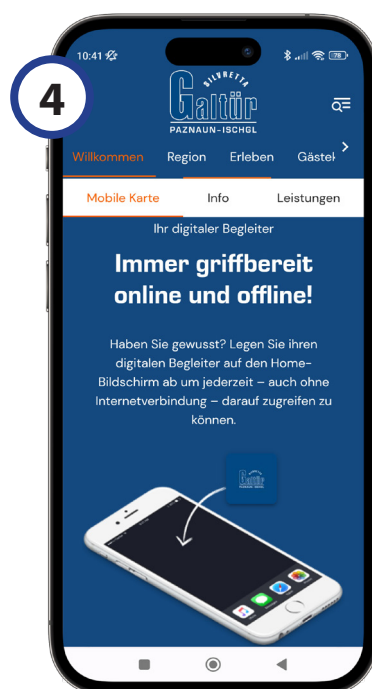 4
10:41
SILVRETTA
Galtür
PAZNAUN-ISCHGL
Willkommen Region Erleben Gästek
Mobile Karte Info Leistungen
Ihr digitaler Begleiter
Immer griffbereit
online und offline!
Haben Sie gewusst? Legen Sie ihren
digitalen Begleiter auf den Home-
Bildschirm ab um jederzeit – auch ohne
Internetverbindung – darauf zugreifen zu
können.
Galtür